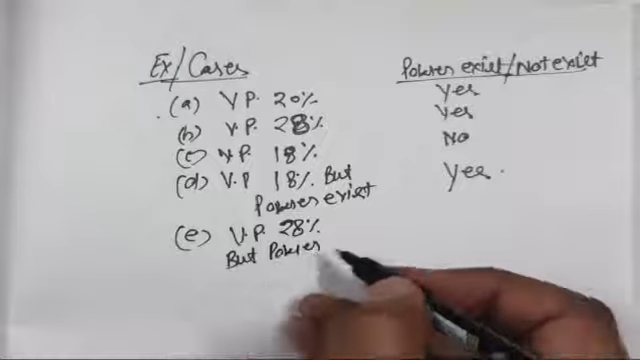 Ex/Cases Powers exist/Not exist
(a) V.P. 20% Yes
(b) V.P. 28% Yes
(c) V.P. 18% No
(d) V.P 18% But Yes
Powers exist
(e) V.P. 28%
But Powers